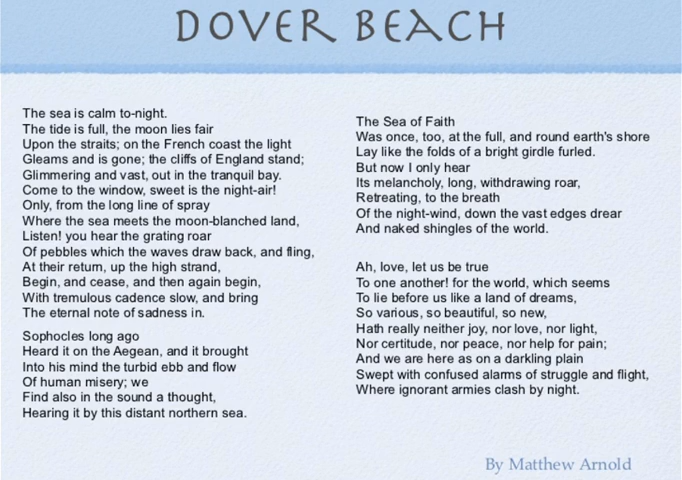 DOVER BEACH
The sea is calm to-night.
The tide is full, the moon lies fair
Upon the straits; on the French coast the light
Gleams and is gone; the cliffs of England stand;
Glimmering and vast, out in the tranquil bay.
Come to the window, sweet is the night-air!
Only, from the long line of spray
Where the sea meets the moon-blanched land,
Listen! you hear the grating roar
Of pebbles which the waves draw back, and fling,
At their return, up the high strand,
Begin, and cease, and then again begin,
With tremulous cadence slow, and bring
The eternal note of sadness in.
Sophocles long ago
Heard it on the Aegean, and it brought
Into his mind the turbid ebb and flow
Of human misery; we
Find also in the sound a thought,
Hearing it by this distant northern sea.
The Sea of Faith
Was once, too, at the full, and round earth's shore
Lay like the folds of a bright girdle furled.
But now I only hear
Its melancholy, long, withdrawing roar,
Retreating, to the breath
Of the night-wind, down the vast edges drear
And naked shingles of the world.
Ah, love, let us be true
To one another! for the world, which seems
To lie before us like a land of dreams,
So various, so beautiful, so new,
Hath really neither joy, nor love, nor light,
Nor certitude, nor peace, nor help for pain;
And we are here as on a darkling plain
Swept with confused alarms of struggle and flight,
Where ignorant armies clash by night.
By Matthew Arnold